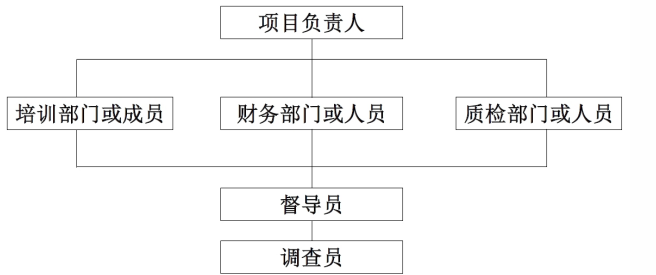 项目负责人
培训部门或成员
财务部门或人员
质检部门或人员
督导员
调查员